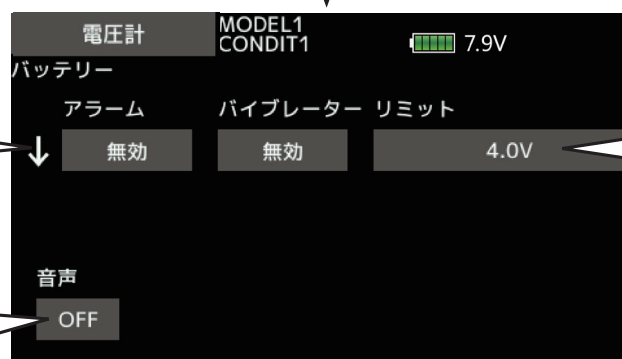 電圧計
MODEL1
CONDIT1
7.9V
バッテリー
アラーム バイブレーター リミット
↓ 無効 無効 4.0V
音声
OFF